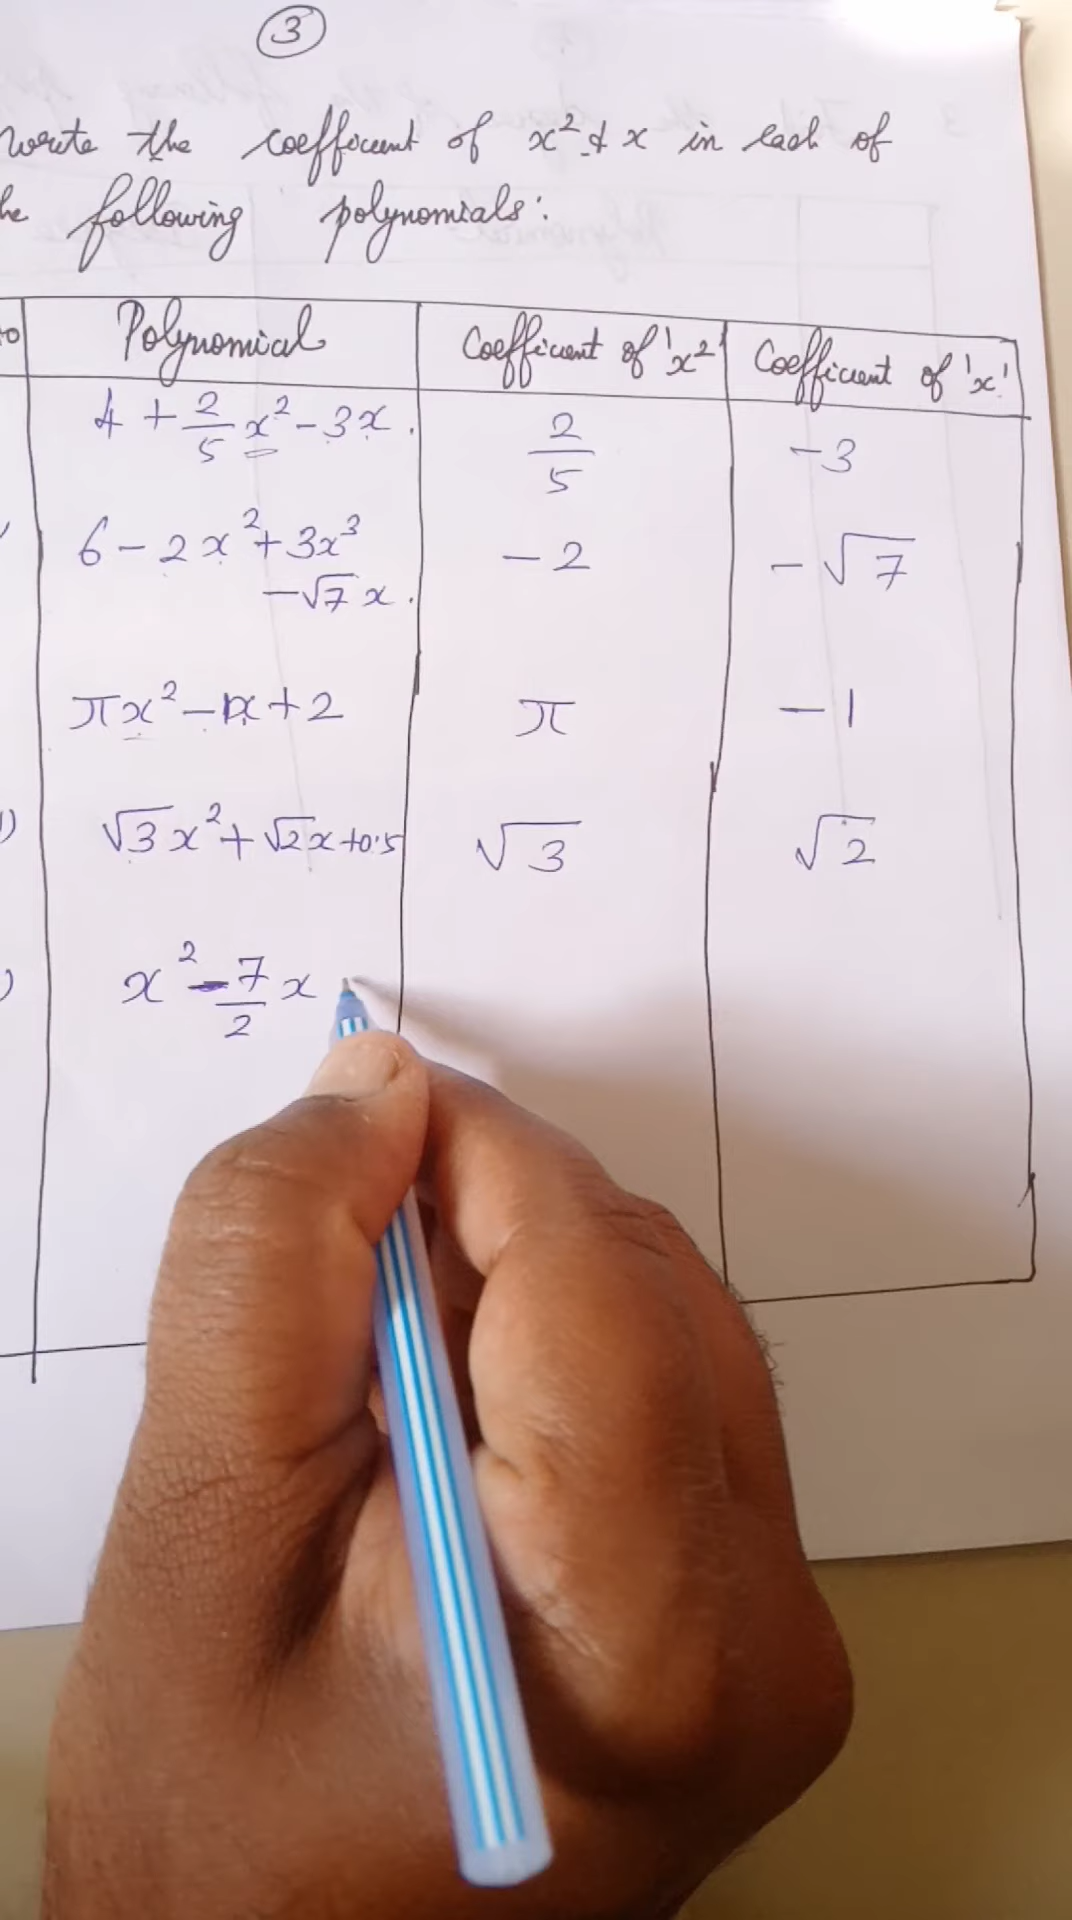 3
write the coefficient of x² & x in each of
he following polynomials:
Polynomial Coefficient of 'x²' Coefficient of 'x'
4 + 2/5 x² - 3x. 2/5 -3
6 - 2x² + 3x³ -2 -√7
-√7 x.
πx² - 1x + 2 π -1
√3 x² + √2 x + 0.5 √3 √2
x² - 7/2 x